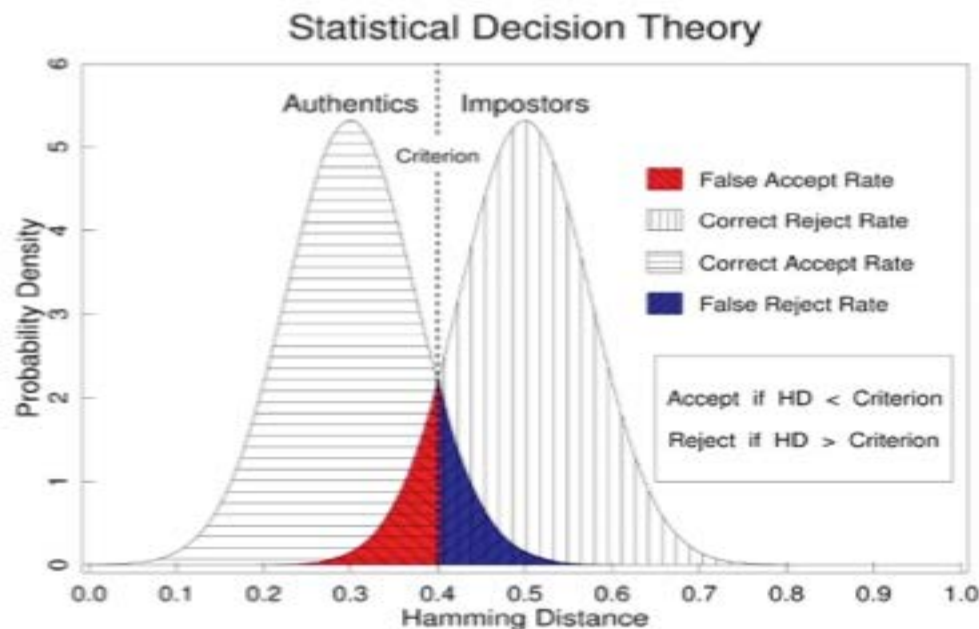 Statistical Decision Theory
Authentics
Impostors
Criterion
False Accept Rate
Correct Reject Rate
Correct Accept Rate
False Reject Rate
Accept if HD < Criterion
Reject if HD > Criterion
Probability Density
6
5
4
3
2
1
0
0.0 0.1 0.2 0.3 0.4 0.5 0.6 0.7 0.8 0.9 1.0
Hamming Distance